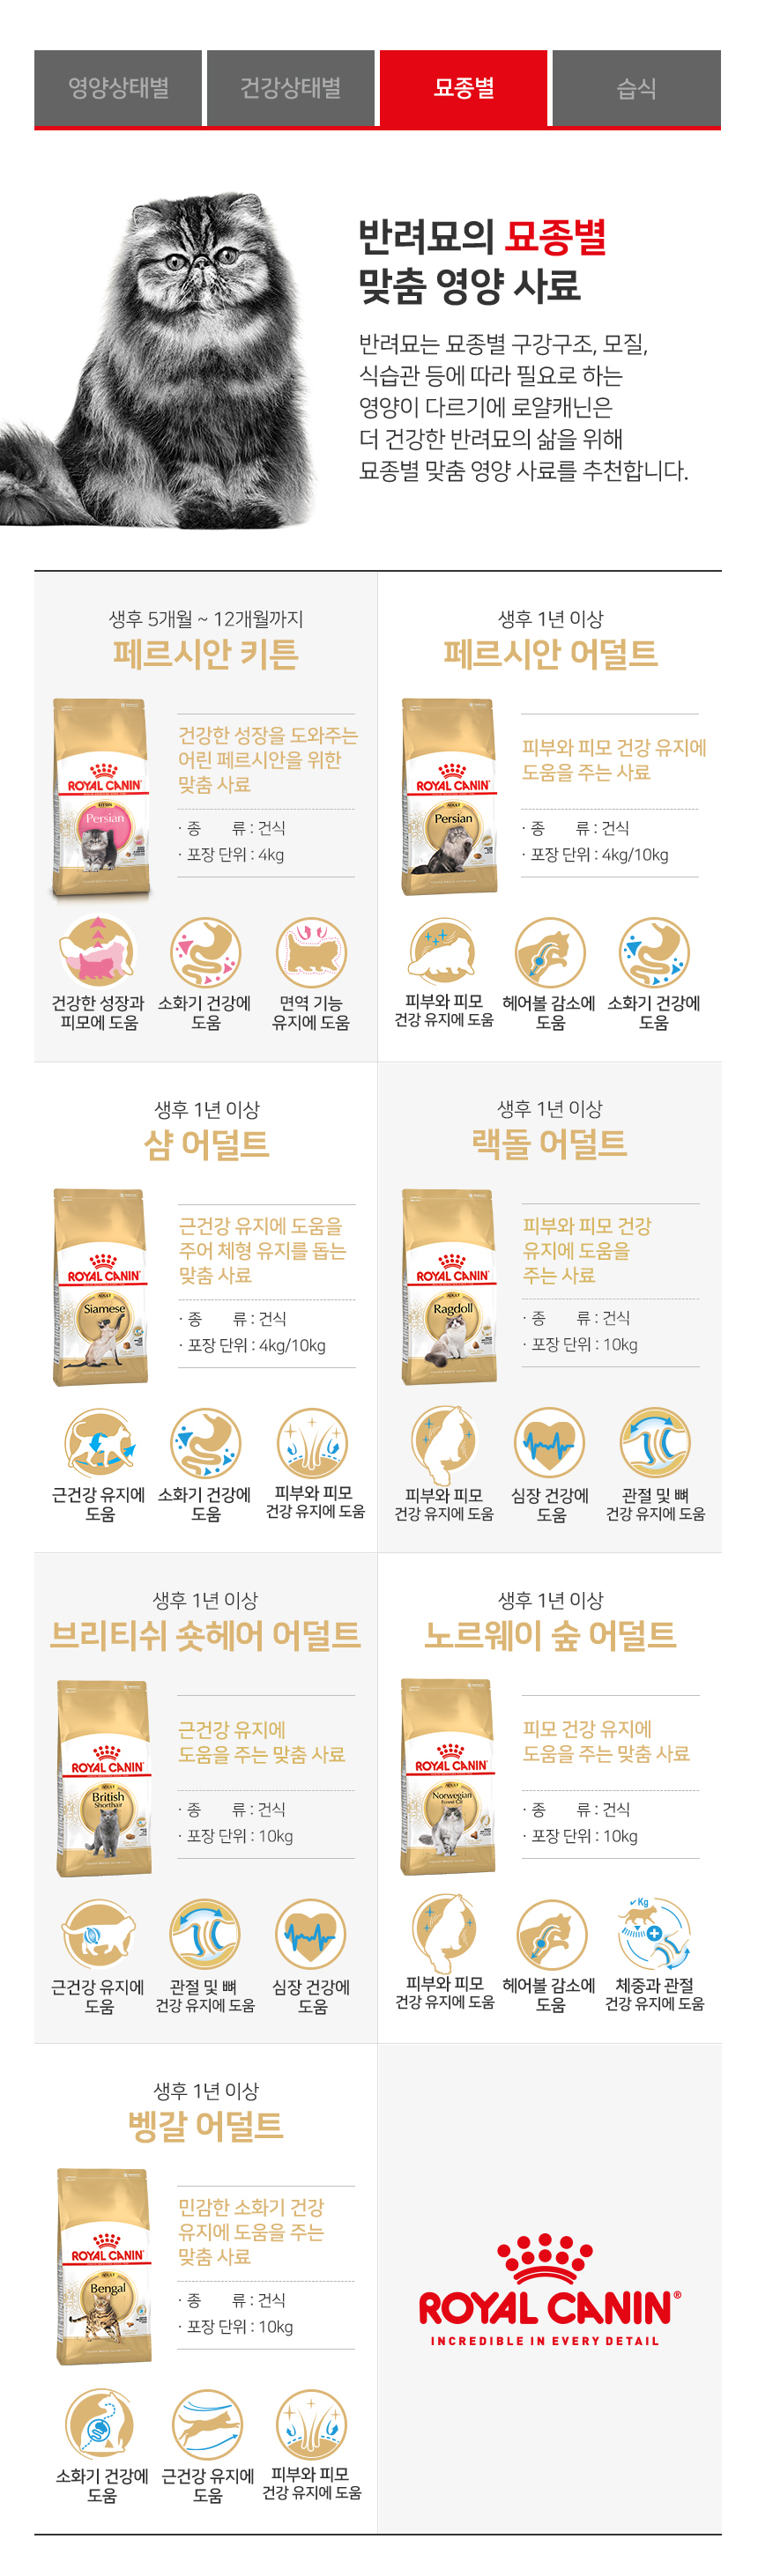 영양상태별
건강상태별
묘종별
습식
반려묘의 묘종별
맞춤 영양 사료
반려묘는 묘종별 구강구조, 모질,
식습관 등에 따라 필요로 하는
영양이 다르기에 로얄캐닌은
더 건강한 반려묘의 삶을 위해
묘종별 맞춤 영양 사료를 추천합니다.
생후 5개월 ~ 12개월까지
페르시안 키튼
ROYAL CANIN
Persian
건강한 성장을 도와주는
어린 페르시안을 위한
맞춤 사료
· 종 류 : 건식
· 포장 단위 : 4kg
건강한 성장과
피모에 도움
소화기 건강에
도움
면역 기능
유지에 도움
생후 1년 이상
페르시안 어덜트
ROYAL CANIN
ADULT
Persian
피부와 피모 건강 유지에
도움을 주는 사료
· 종 류 : 건식
· 포장 단위 : 4kg/10kg
피부와 피모
건강 유지에 도움
헤어볼 감소에
도움
소화기 건강에
도움
생후 1년 이상
샴 어덜트
ROYAL CANIN
ADULT
Siamese
근건강 유지에 도움을
주어 체형 유지를 돕는
맞춤 사료
· 종 류 : 건식
· 포장 단위 : 4kg/10kg
근건강 유지에
도움
소화기 건강에
도움
피부와 피모
건강 유지에 도움
생후 1년 이상
랙돌 어덜트
ROYAL CANIN
ADULT
Ragdoll
피부와 피모 건강
유지에 도움을
주는 사료
· 종 류 : 건식
· 포장 단위 : 10kg
피부와 피모
건강 유지에 도움
심장 건강에
도움
관절 및 뼈
건강 유지에 도움
생후 1년 이상
브리티쉬 숏헤어 어덜트
ROYAL CANIN
ADULT
British
Shorthair
근건강 유지에
도움을 주는 맞춤 사료
· 종 류 : 건식
· 포장 단위 : 10kg
근건강 유지에
도움
관절 및 뼈
건강 유지에 도움
심장 건강에
도움
생후 1년 이상
노르웨이 숲 어덜트
ROYAL CANIN
ADULT
Norwegian
Forest Cat
피모 건강 유지에
도움을 주는 맞춤 사료
· 종 류 : 건식
· 포장 단위 : 10kg
피부와 피모
건강 유지에 도움
헤어볼 감소에
도움
Kg
체중과 관절
건강 유지에 도움
생후 1년 이상
벵갈 어덜트
ROYAL CANIN
ADULT
Bengal
민감한 소화기 건강
유지에 도움을 주는
맞춤 사료
· 종 류 : 건식
· 포장 단위 : 10kg
소화기 건강에
도움
근건강 유지에
도움
피부와 피모
건강 유지에 도움
ROYAL CANIN®
INCREDIBLE IN EVERY DETAIL